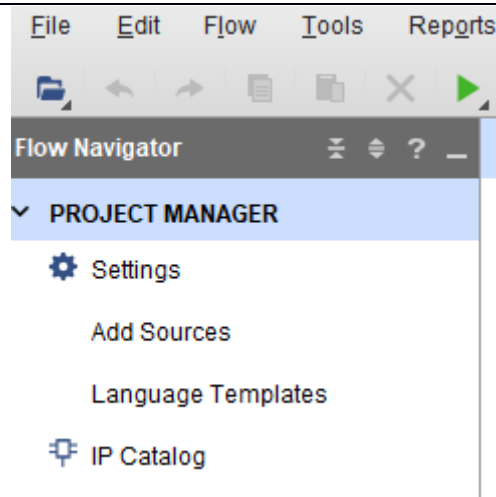 File Edit Flow Tools Reports
Flow Navigator ? _
PROJECT MANAGER
Settings
Add Sources
Language Templates
IP Catalog